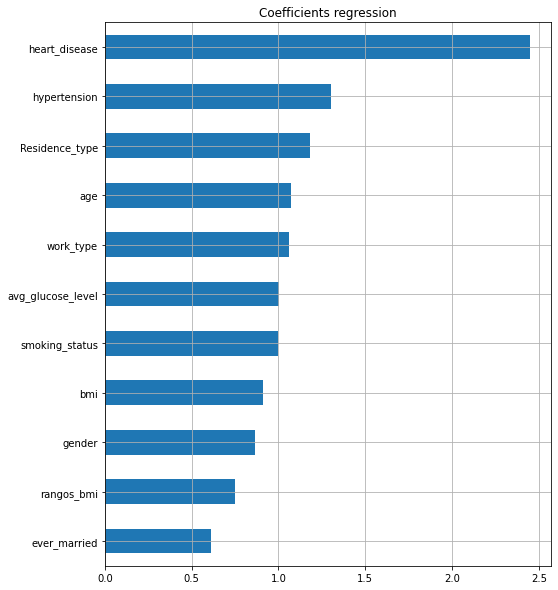 Coefficients regression
heart_disease
hypertension
Residence_type
age
work_type
avg_glucose_level
smoking_status
bmi
gender
rangos_bmi
ever_married
0.0 0.5 1.0 1.5 2.0 2.5